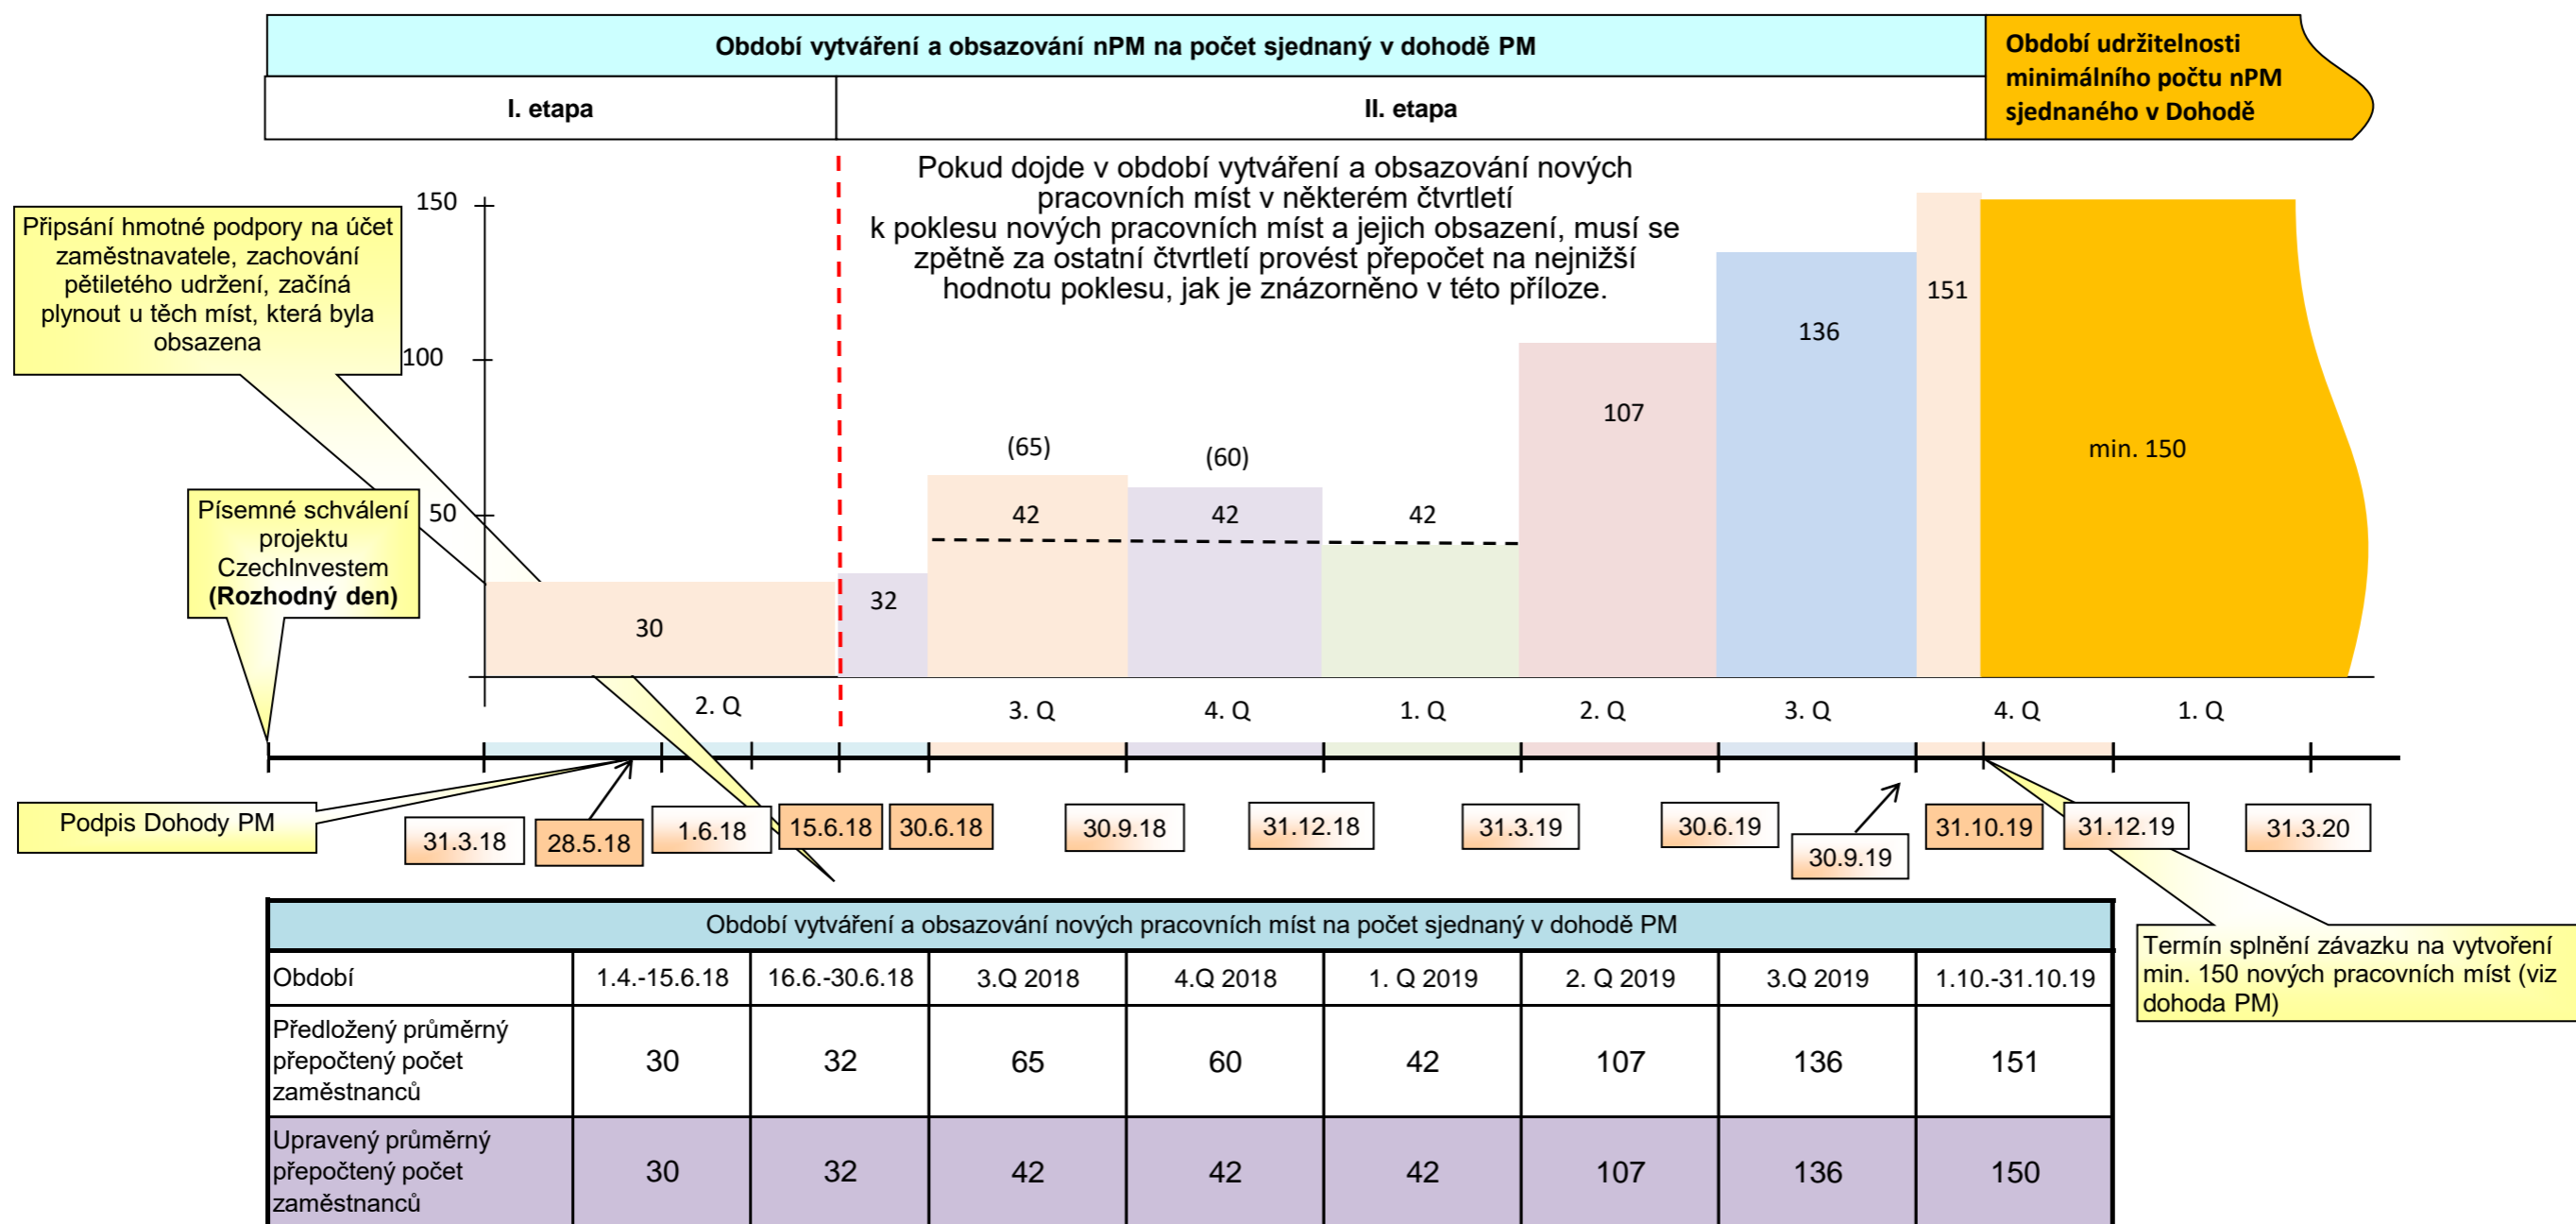 Období vytváření a obsazování nPM na počet sjednaný v dohodě PM
Období udržitelnosti
minimálního počtu nPM
sjednaného v Dohodě
I. etapa
II. etapa
Pokud dojde v období vytváření a obsazování nových
pracovních míst v některém čtvrtletí
k poklesu nových pracovních míst a jejich obsazení, musí se
zpětně za ostatní čtvrtletí provést přepočet na nejnižší
hodnotu poklesu, jak je znázorněno v této příloze.
Připsání hmotné podpory na účet
zaměstnavatele, zachování
pětiletého udržení, začíná
plynout u těch míst, která byla
obsazena
150
100
50
Písemné schválení
projektu
CzechInvestem
(Rozhodný den)
30
32
(65)
42
(60)
42
42
107
136
151
min. 150
2. Q
3. Q
4. Q
1. Q
2. Q
3. Q
4. Q
1. Q
Podpis Dohody PM
31.3.18
28.5.18
1.6.18
15.6.18
30.6.18
30.9.18
31.12.18
31.3.19
30.6.19
30.9.19
31.10.19
31.12.19
31.3.20
Období vytváření a obsazování nových pracovních míst na počet sjednaný v dohodě PM
Období 1.4.-15.6.18 16.6.-30.6.18 3.Q 2018 4.Q 2018 1. Q 2019 2. Q 2019 3.Q 2019 1.10.-31.10.19
Předložený průměrný
přepočtený počet
zaměstnanců
30 32 65 60 42 107 136 151
Upravený průměrný
přepočtený počet
zaměstnanců
30 32 42 42 42 107 136 150
Termín splnění závazku na vytvoření
min. 150 nových pracovních míst (viz
dohoda PM)